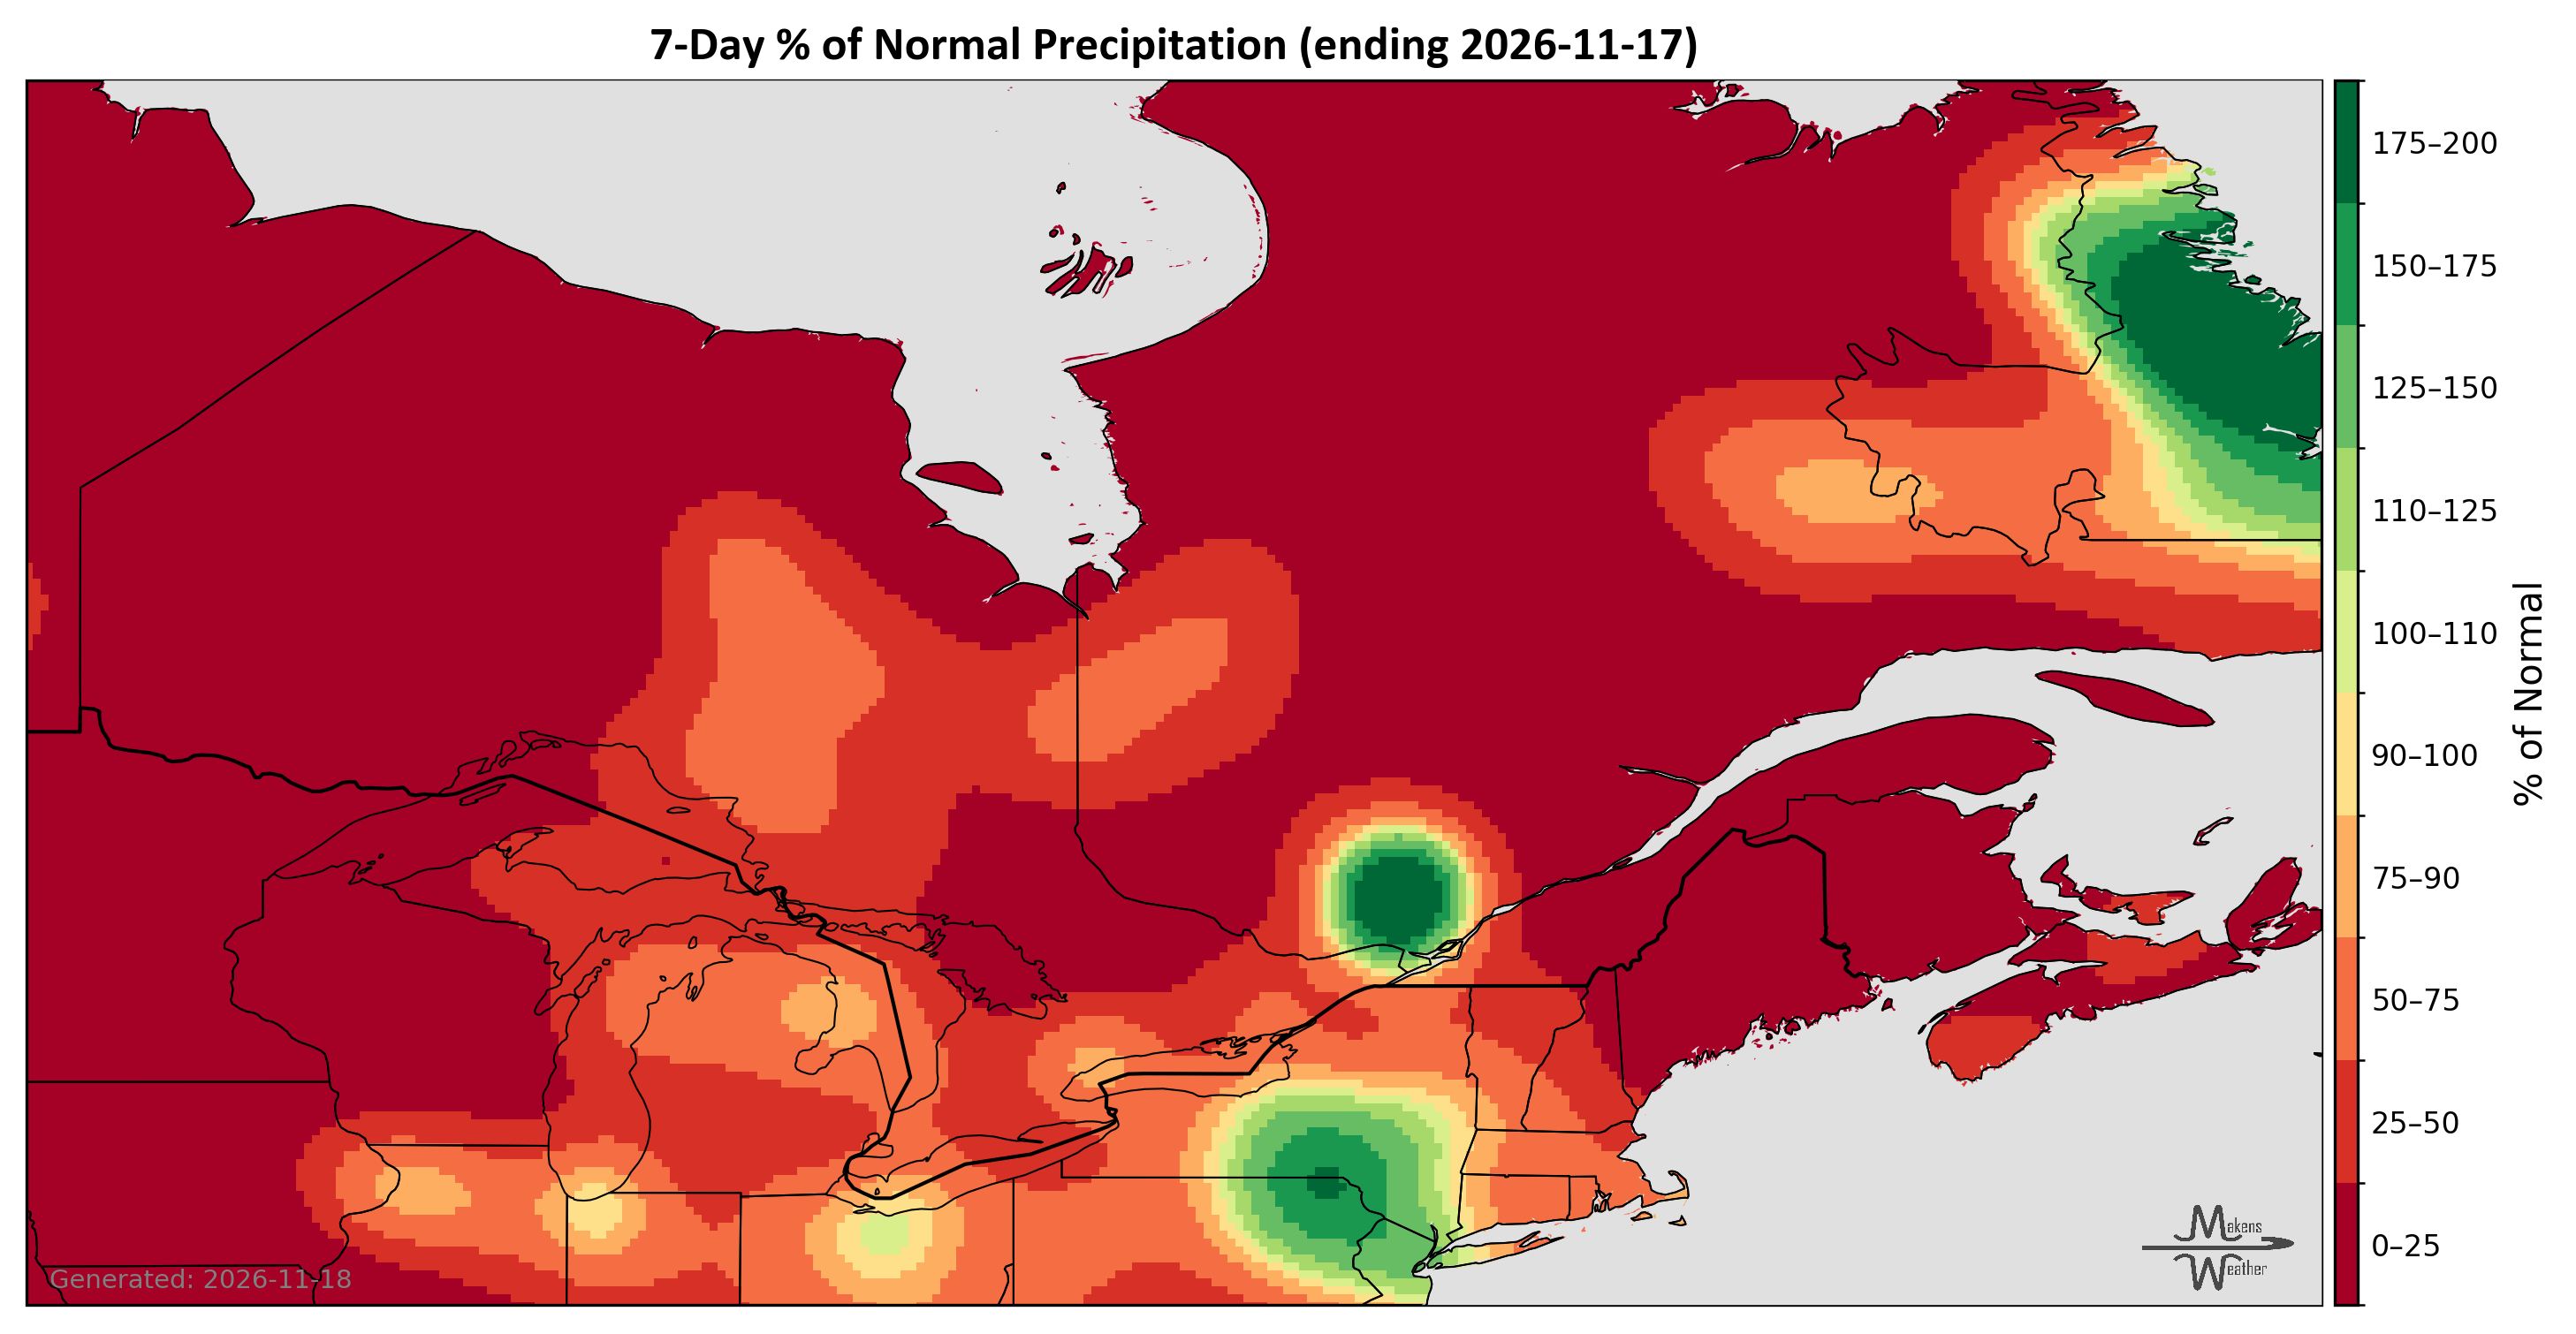 7-Day % of Normal Precipitation (ending 2026-11-17)
175–200
150–175
125–150
110–125
100–110
90–100
75–90
50–75
25–50
0–25
% of Normal
Makens
Weather
Generated: 2026-11-18